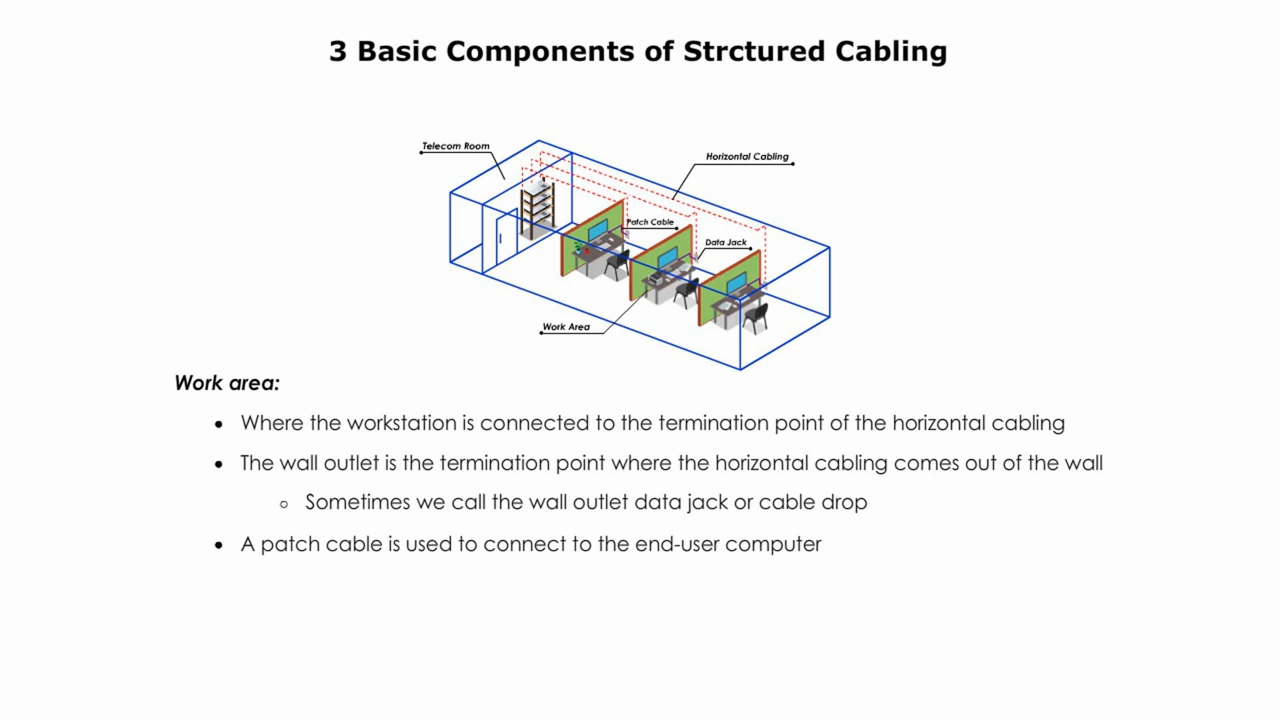 3 Basic Components of Strctured Cabling
Telecom Room
Horizontal Cabling
Patch Cable
Data Jack
Work Area
Work area:
• Where the workstation is connected to the termination point of the horizontal cabling
• The wall outlet is the termination point where the horizontal cabling comes out of the wall
○ Sometimes we call the wall outlet data jack or cable drop
• A patch cable is used to connect to the end-user computer